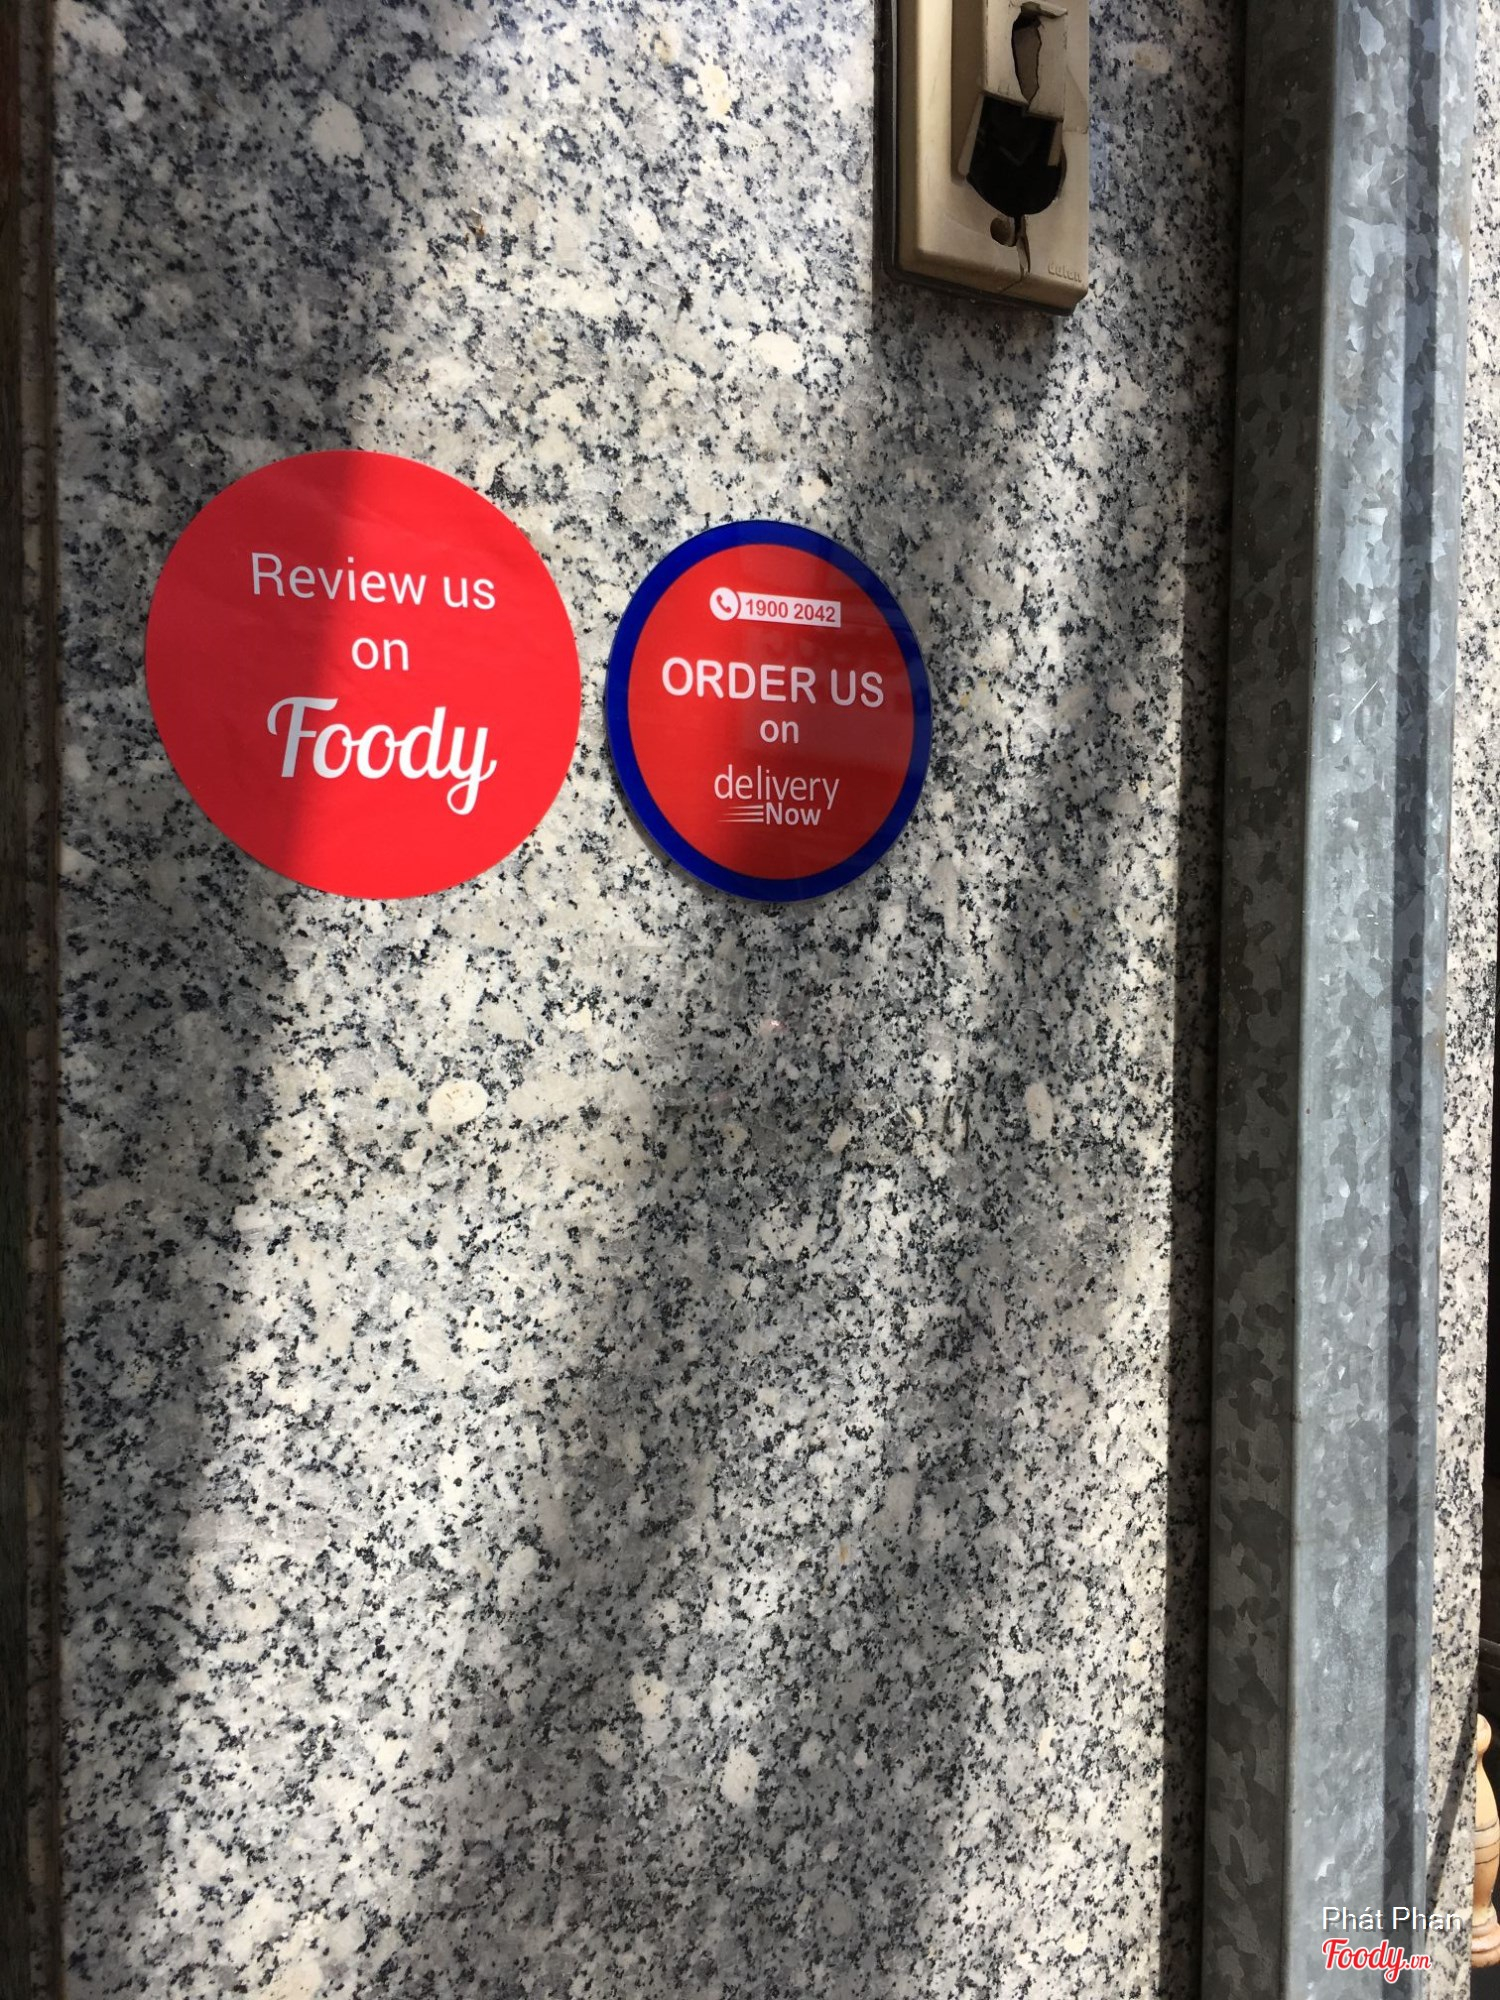 Review us
on
Foody
1900 2042
ORDER US
on
delivery
Now
Phát Phan
Foody.vn